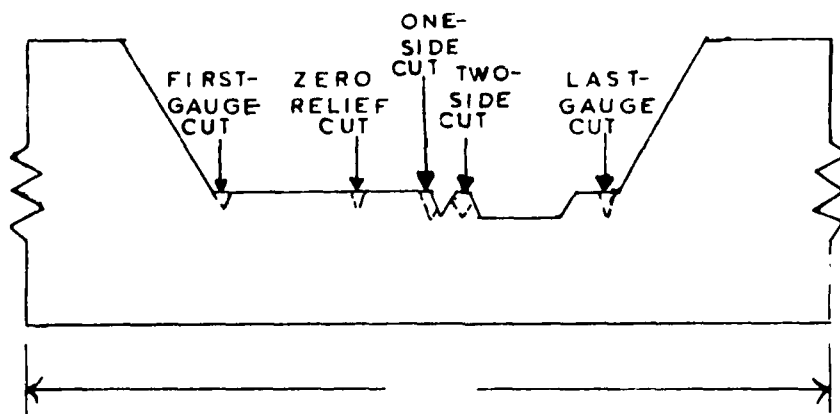 FIRST-
GAUGE
CUT
ZERO
RELIEF
CUT
ONE-
SIDE
CUT
TWO-
SIDE
CUT
LAST-
GAUGE
CUT